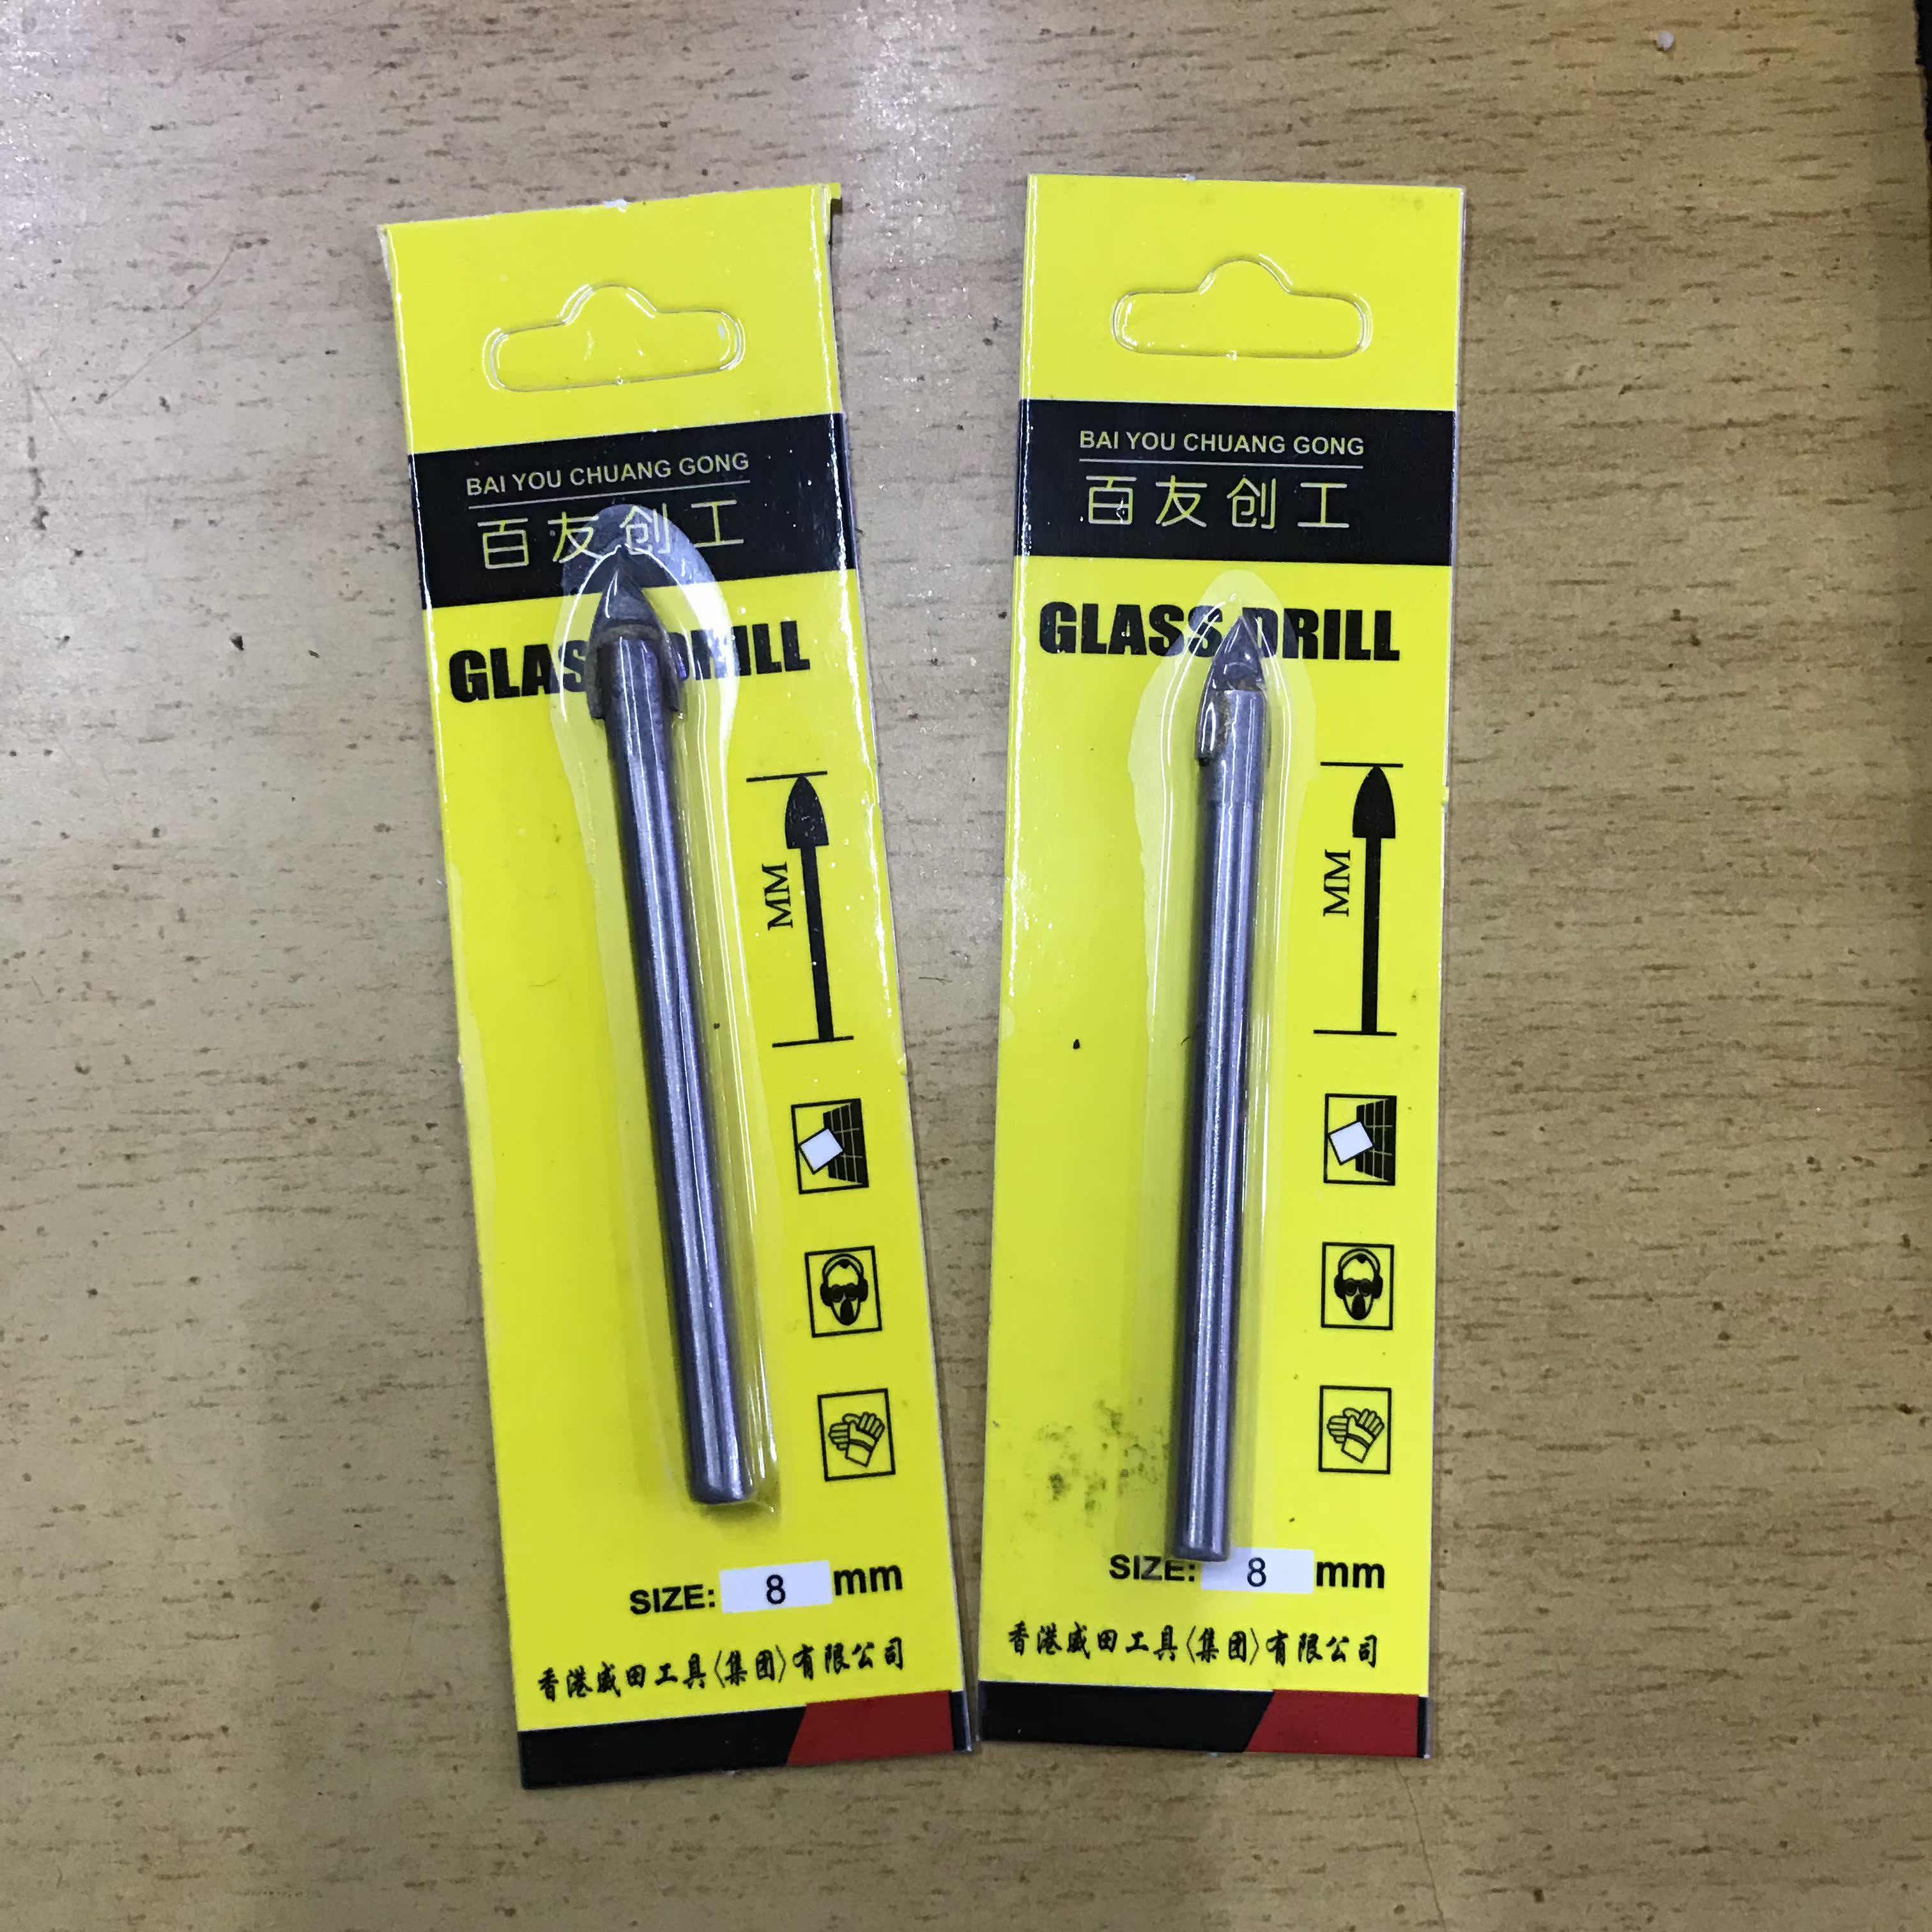 BAI YOU CHUANG GONG
百友创工
GLASS DRILL
MM
SIZE: 8 mm
香港威田工具〈集团〉有限公司
BAI YOU CHUANG GONG
百友创工
GLASS DRILL
MM
SIZE: 8 mm
香港威田工具〈集团〉有限公司